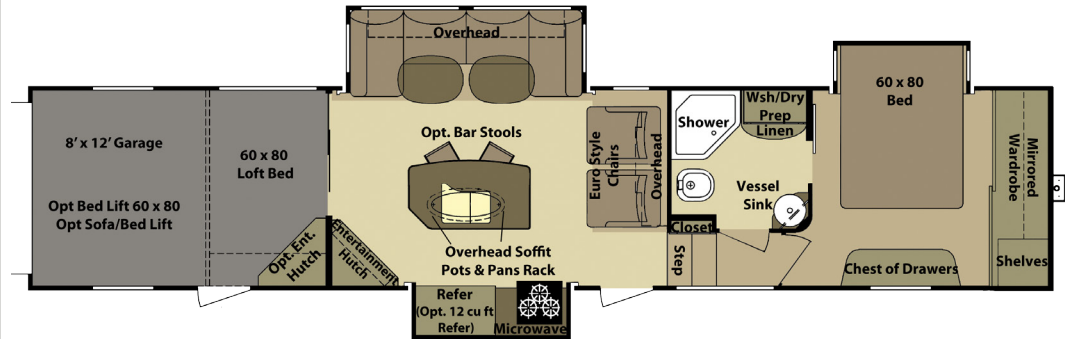 Overhead
8' x 12' Garage
60 x 80
Loft Bed
Opt Bed Lift 60 x 80
Opt Sofa/Bed Lift
Opt. Ent.
Hutch
Entertainment
Hutch
Opt. Bar Stools
Overhead Soffit
Pots & Pans Rack
Refer
(Opt. 12 cu ft
Refer)
Microwave
Euro Style
Chairs
Overhead
Shower
Wsh/Dry
Prep
Linen
Vessel
Sink
Closet
Step
60 x 80
Bed
Chest of Drawers
Mirrored
Wardrobe
Shelves